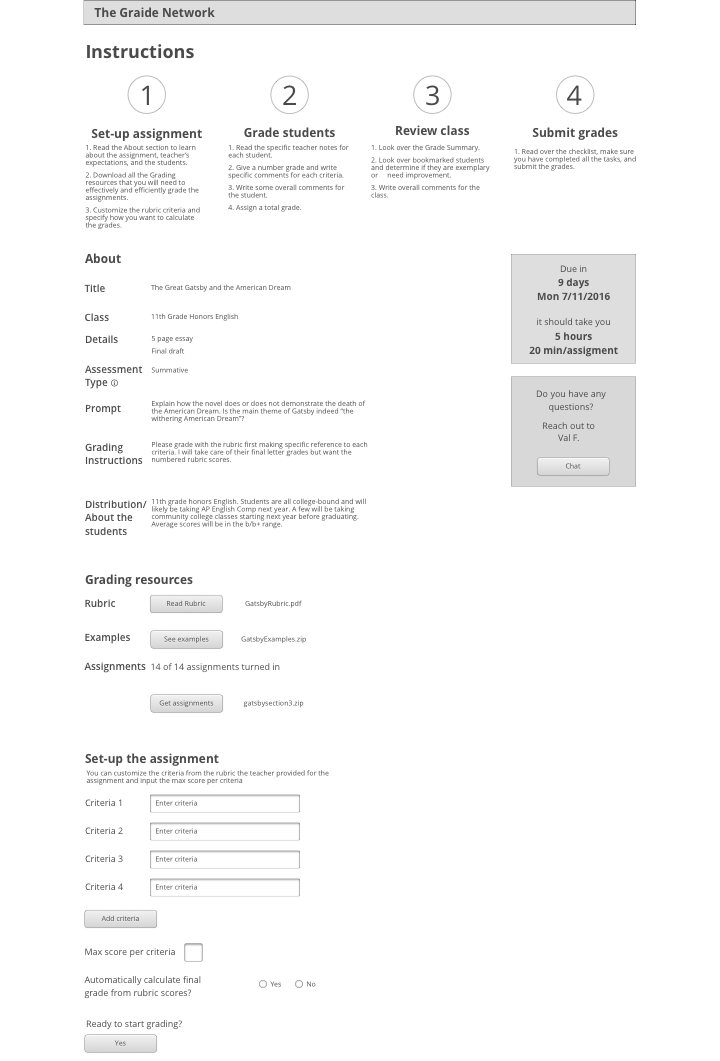 The Graide Network
Instructions
1
2
3
4
Set-up assignment
1. Read the About section to learn
about the assignment, teacher's
expectations, and the students.
2. Download all the Grading
resources that you will need to
effectively and efficiently grade the
assignments.
3. Customize the rubric criteria and
specify how you want to calculate
the grades.
Grade students
1. Read the specific teacher notes for
each student.
2. Give a number grade and write
specific comments for each criteria.
3. Write some overall comments for
the student.
4. Assign a total grade.
Review class
1. Look over the Grade Summary.
2. Look over bookmarked students
and determine if they are exemplary
or need improvement.
3. Write overall comments for the
class.
Submit grades
1. Read over the checklist, make sure
you have completed all the tasks, and
submit the grades.
About
Title The Great Gatsby and the American Dream
Class 11th Grade Honors English
Details 5 page essay
Final draft
Assessment Summative
Type
Prompt
Explain how the novel does or does not demonstrate the death of
the American Dream. Is the main theme of Gatsby indeed "the
withering American Dream"?
Grading
Instructions
Please grade with the rubric first making specific reference to each
criteria. I will take care of their final letter grades but want the
numbered rubric scores.
Distribution/
About the
students
11th grade honors English. Students are all college-bound and will
likely be taking AP English Comp next year. A few will be taking
community college classes starting next year before graduating.
Average scores will be in the b/b+ range.
Due in
9 days
Mon 7/11/2016
it should take you
5 hours
20 min/assigment
Do you have any
questions?
Reach out to
Val F.
Chat
Grading resources
Rubric Read Rubric GatsbyRubric.pdf
Examples See examples GatsbyExamples.zip
Assignments 14 of 14 assignments turned in
Get assignments gatsbysection3.zip
Set-up the assignment
You can customize the criteria from the rubric the teacher provided for the
assignment and input the max score per criteria
Criteria 1 Enter criteria
Criteria 2 Enter criteria
Criteria 3 Enter criteria
Criteria 4 Enter criteria
Add criteria
Max score per criteria
Automatically calculate final
grade from rubric scores?
Yes No
Ready to start grading?
Yes